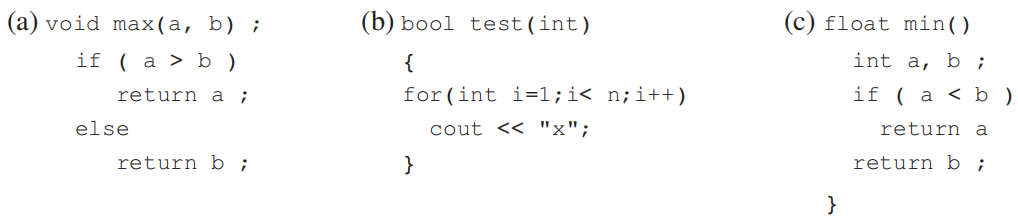 (a) void max(a, b) ;
if ( a > b )
return a ;
else
return b ;
(b) bool test(int)
{
for(int i=1;i< n;i++)
cout << "x";
}
(c) float min()
int a, b ;
if ( a < b )
return a
return b ;
}